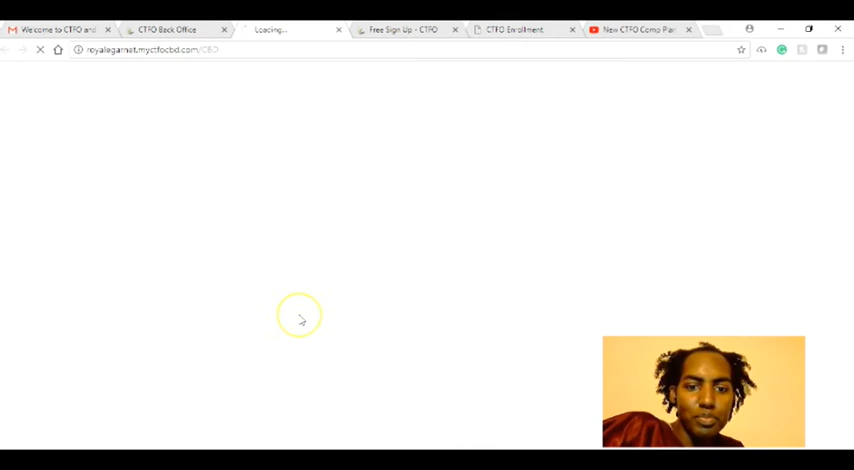 Welcome to CTFO and
CTFO Back Office
Loading...
Free Sign Up - CTFO
CTFO Enrollment
New CTFO Comp Plan
royalegarnet.myctfocbd.com/CBD